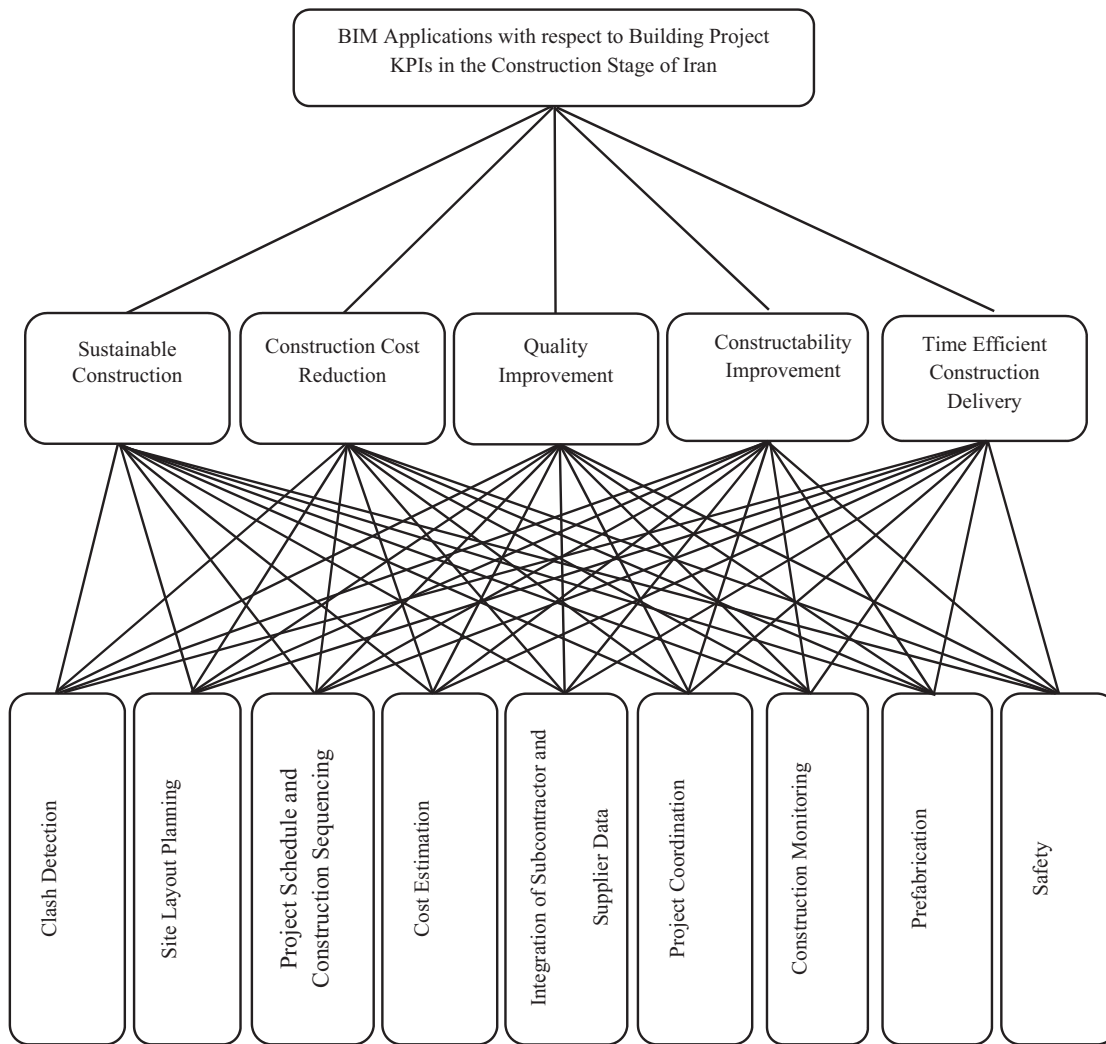 BIM Applications with respect to Building Project
KPIs in the Construction Stage of Iran
Sustainable
Construction
Construction Cost
Reduction
Quality
Improvement
Constructability
Improvement
Time Efficient
Construction
Delivery
Clash Detection
Site Layout Planning
Project Schedule and
Construction Sequencing
Cost Estimation
Integration of Subcontractor and
Supplier Data
Project Coordination
Construction Monitoring
Prefabrication
Safety